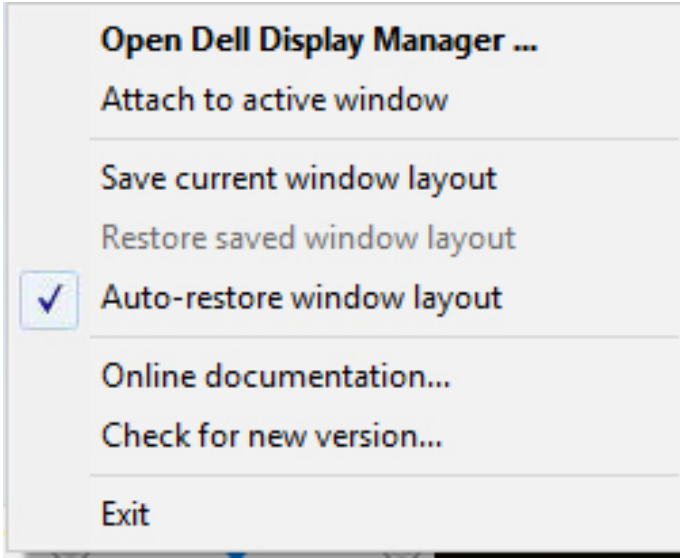 Open Dell Display Manager ...
Attach to active window
Save current window layout
Restore saved window layout
Auto-restore window layout
Online documentation...
Check for new version...
Exit